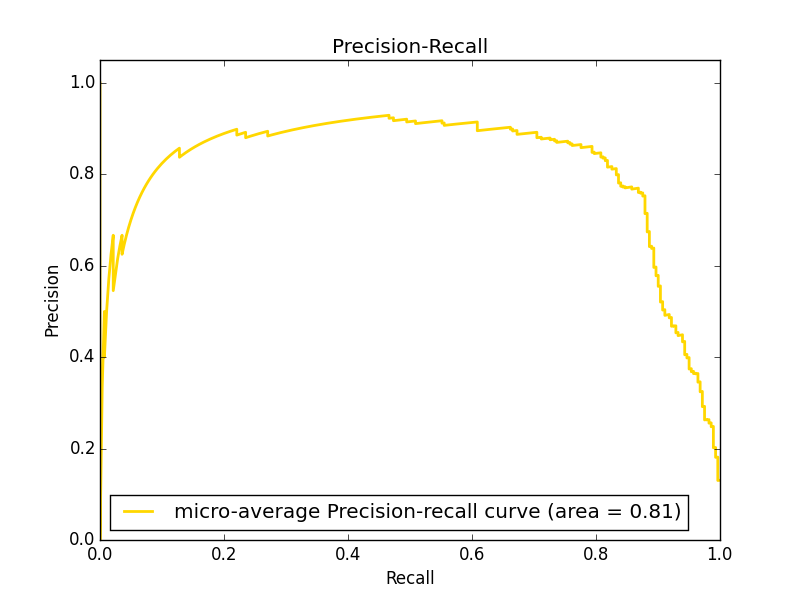 Precision-Recall
1.0
0.8
0.6
0.4
0.2
0.0
Precision
micro-average Precision-recall curve (area = 0.81)
0.0 0.2 0.4 0.6 0.8 1.0
Recall